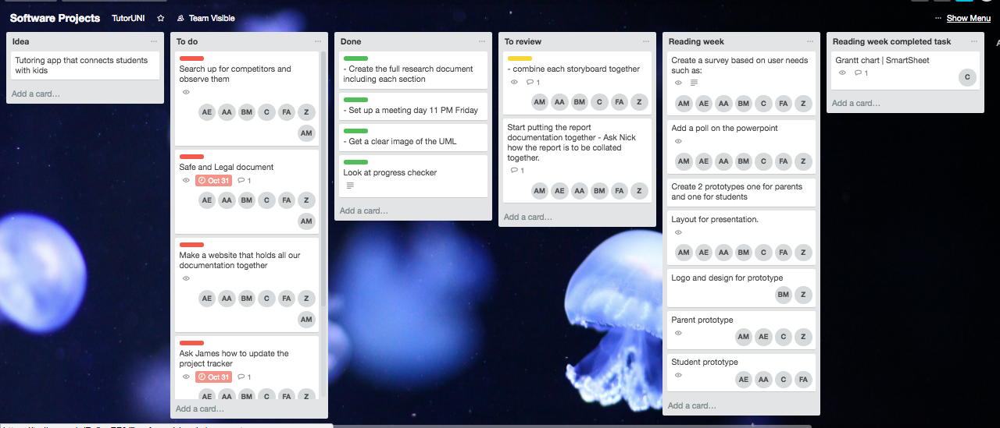 Software Projects TutorUNI Team Visible ... Show Menu
Idea ...
Tutoring app that connects students
with kids
Add a card...
To do ...
Search up for competitors and
observe them
AE AA BM C FA Z
AM
Safe and Legal document
Oct 31 1
AE AA BM C FA Z
AM
Make a website that holds all our
documentation together
AE AA BM C FA Z
AM
Ask James how to update the
project tracker
Oct 31 1
AE AA BM C FA Z
Add a card...
Done ...
- Create the full research document
including each section
- Set up a meeting day 11 PM Friday
- Get a clear image of the UML
Look at progress checker
Add a card...
To review ...
- combine each storyboard together
1
AM AA BM C FA Z
Start putting the report
documentation together - Ask Nick
how the report is to be collated
together.
1
AM AE AA BM FA Z
Add a card...
Reading week ...
Create a survey based on user needs
such as:
AM AE AA BM C FA Z
Add a poll on the powerpoint
AM AE AA BM C FA Z
Create 2 prototypes one for parents
and one for students
Layout for presentation.
AM AE AA BM C FA Z
Logo and design for prototype
BM Z
Parent prototype
AM AE C Z
Student prototype
AE AA C FA
Add a card...
Reading week completed task ...
Grantt chart | SmartSheet
1
C
Add a card...